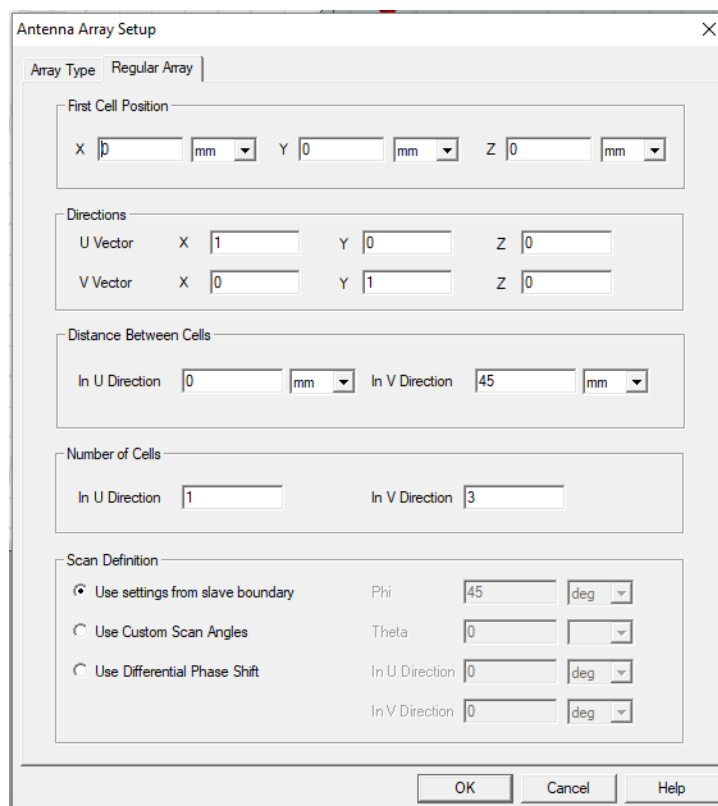 Antenna Array Setup
Array Type Regular Array
First Cell Position
X 0 mm Y 0 mm Z 0 mm
Directions
U Vector X 1 Y 0 Z 0
V Vector X 0 Y 1 Z 0
Distance Between Cells
In U Direction 0 mm In V Direction 45 mm
Number of Cells
In U Direction 1 In V Direction 3
Scan Definition
Use settings from slave boundary Phi 45 deg
Use Custom Scan Angles Theta 0
Use Differential Phase Shift In U Direction 0 deg
In V Direction 0 deg
OK Cancel Help